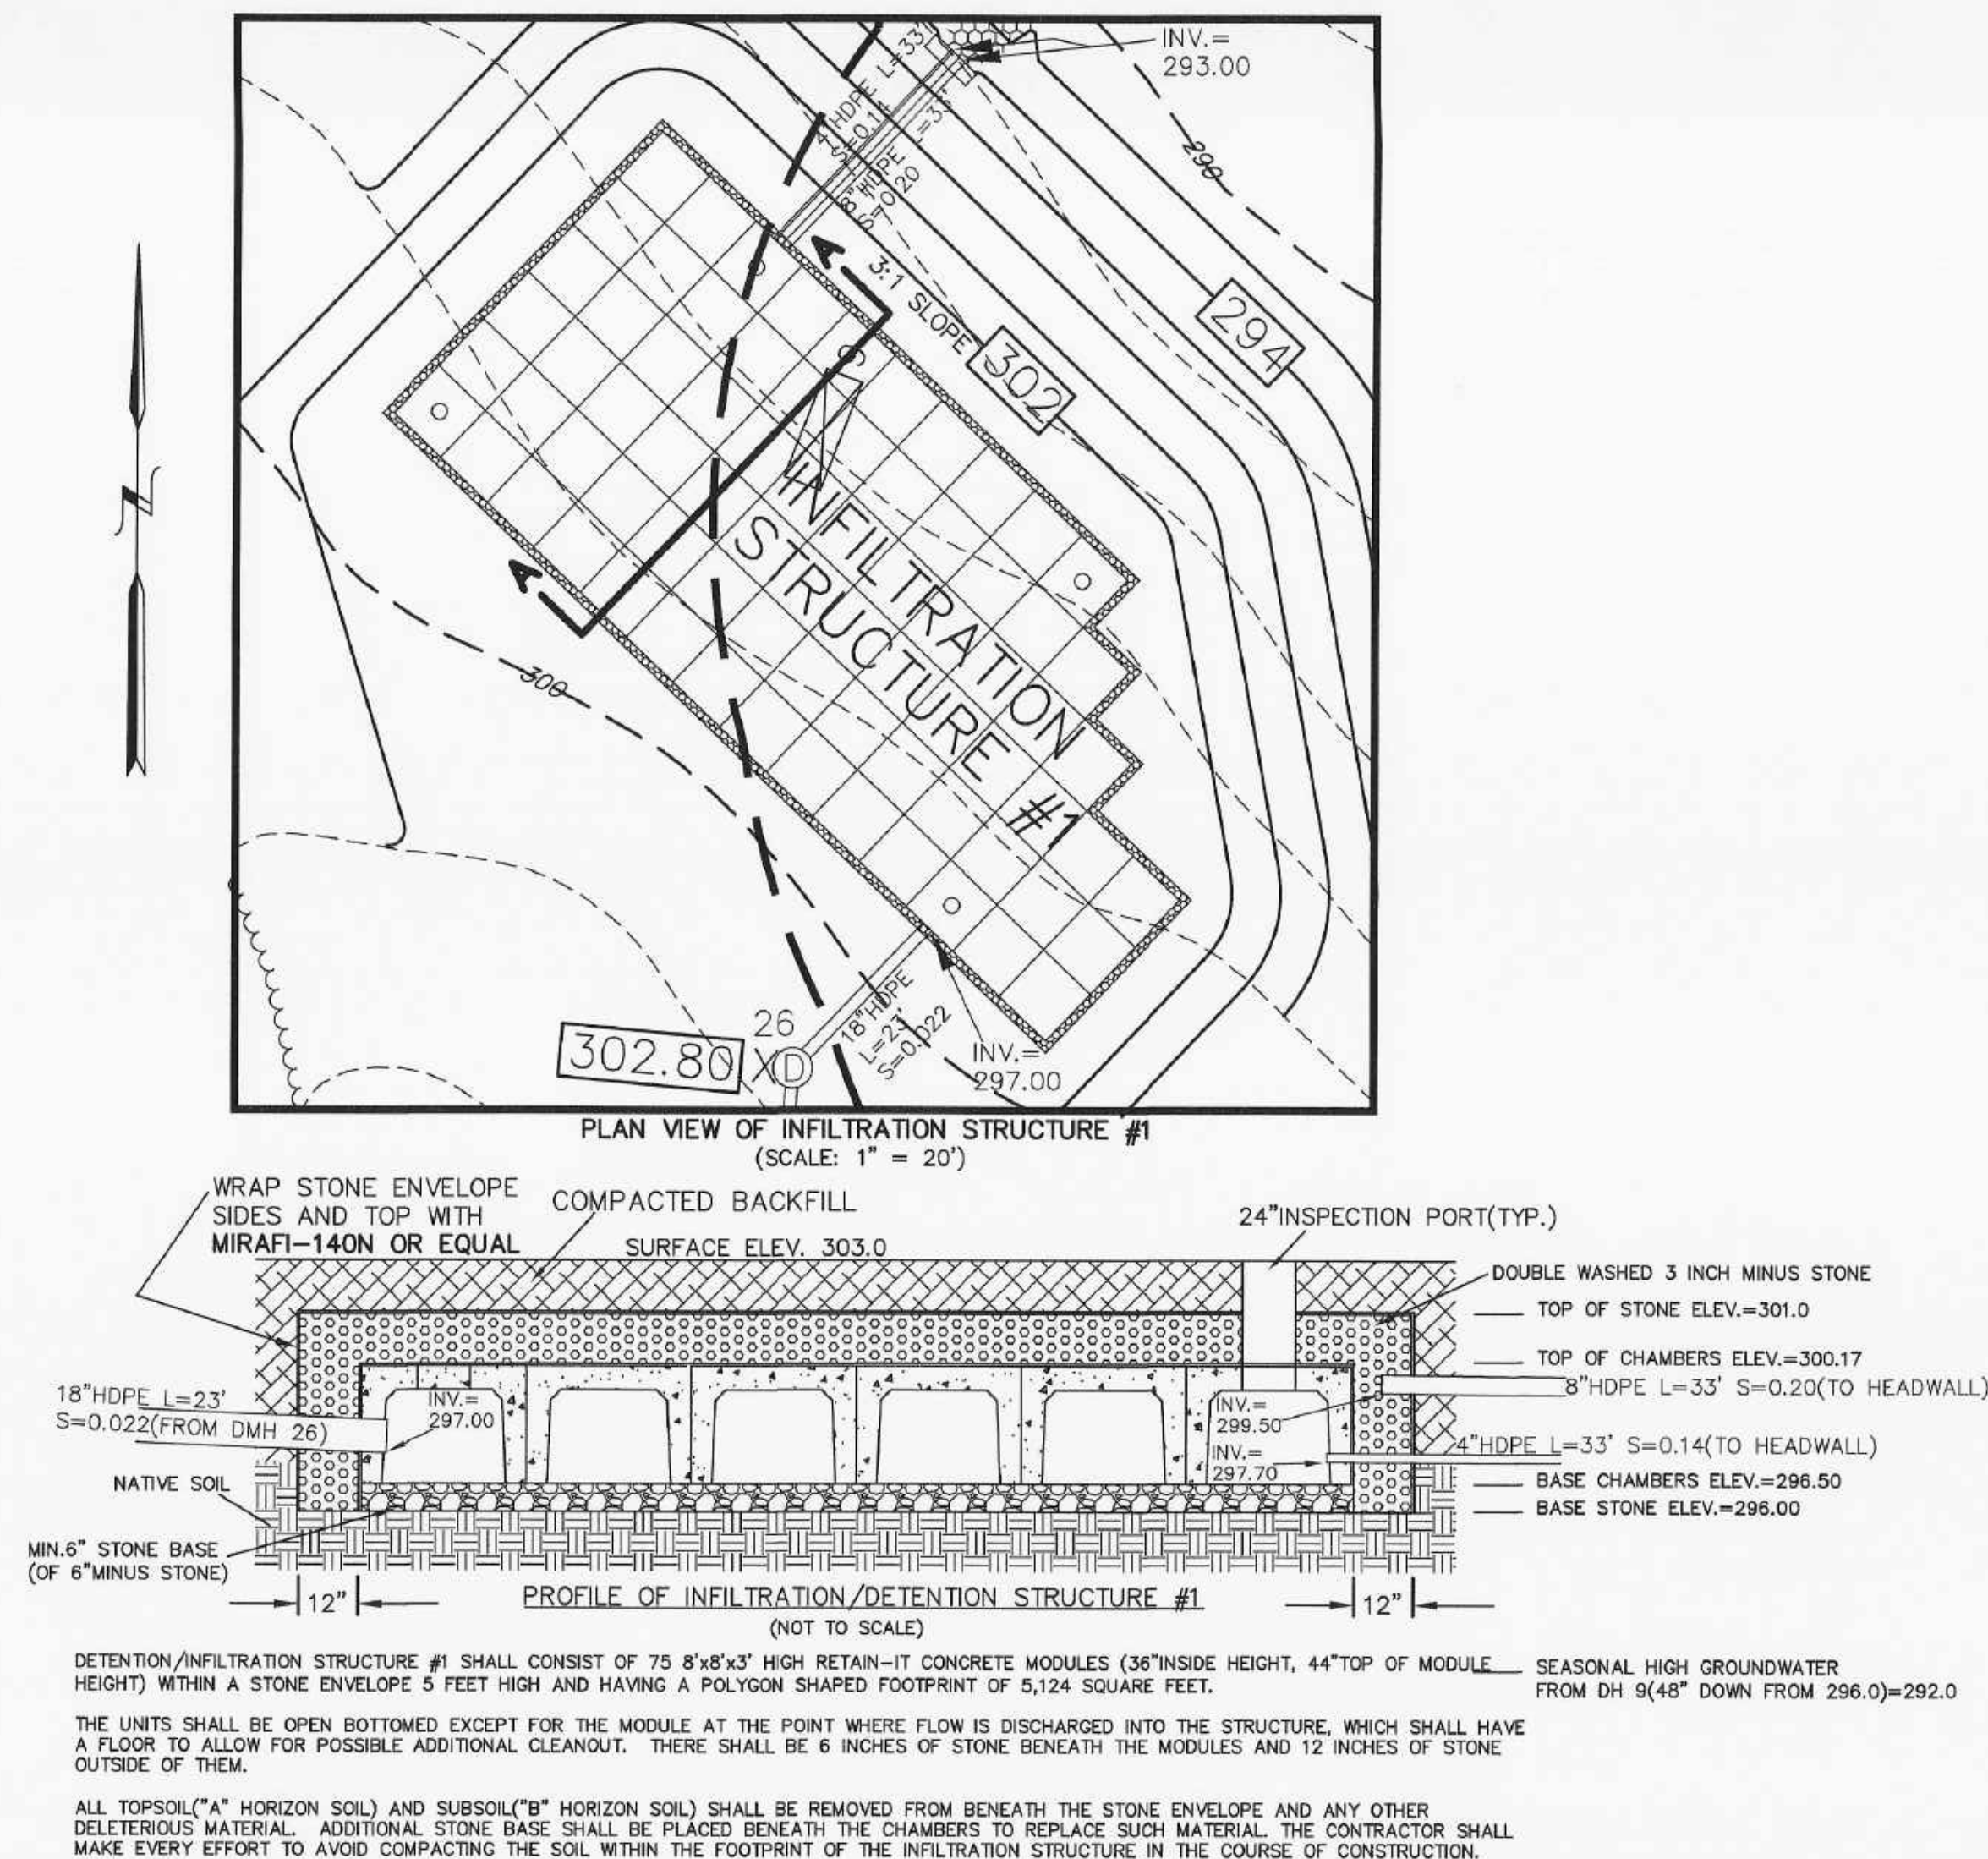 INV.=
293.00
4"HDPE L=33'
S=0.14
8"HDPE L=33'
S=0.20
290
A
3:1 SLOPE
302
294
A
INFILTRATION
STRUCTURE #1
300
26
302.80
D
18"HDPE
L=23'
S=0.022
INV.=
297.00
PLAN VIEW OF INFILTRATION STRUCTURE #1
(SCALE: 1" = 20')
WRAP STONE ENVELOPE
SIDES AND TOP WITH
MIRAFI-140N OR EQUAL
COMPACTED BACKFILL
SURFACE ELEV. 303.0
24"INSPECTION PORT(TYP.)
DOUBLE WASHED 3 INCH MINUS STONE
TOP OF STONE ELEV.=301.0
TOP OF CHAMBERS ELEV.=300.17
8"HDPE L=33' S=0.20(TO HEADWALL)
18"HDPE L=23'
S=0.022(FROM DMH 26)
INV.=
297.00
INV.=
299.50
INV.=
297.70
4"HDPE L=33' S=0.14(TO HEADWALL)
BASE CHAMBERS ELEV.=296.50
BASE STONE ELEV.=296.00
NATIVE SOIL
MIN.6" STONE BASE
(OF 6"MINUS STONE)
12"
12"
PROFILE OF INFILTRATION/DETENTION STRUCTURE #1
(NOT TO SCALE)
DETENTION/INFILTRATION STRUCTURE #1 SHALL CONSIST OF 75 8'x8'x3' HIGH RETAIN-IT CONCRETE MODULES (36"INSIDE HEIGHT, 44"TOP OF MODULE
HEIGHT) WITHIN A STONE ENVELOPE 5 FEET HIGH AND HAVING A POLYGON SHAPED FOOTPRINT OF 5,124 SQUARE FEET.
SEASONAL HIGH GROUNDWATER
FROM DH 9(48" DOWN FROM 296.0)=292.0
THE UNITS SHALL BE OPEN BOTTOMED EXCEPT FOR THE MODULE AT THE POINT WHERE FLOW IS DISCHARGED INTO THE STRUCTURE, WHICH SHALL HAVE
A FLOOR TO ALLOW FOR POSSIBLE ADDITIONAL CLEANOUT. THERE SHALL BE 6 INCHES OF STONE BENEATH THE MODULES AND 12 INCHES OF STONE
OUTSIDE OF THEM.
ALL TOPSOIL("A" HORIZON SOIL) AND SUBSOIL("B" HORIZON SOIL) SHALL BE REMOVED FROM BENEATH THE STONE ENVELOPE AND ANY OTHER
DELETERIOUS MATERIAL. ADDITIONAL STONE BASE SHALL BE PLACED BENEATH THE CHAMBERS TO REPLACE SUCH MATERIAL. THE CONTRACTOR SHALL
MAKE EVERY EFFORT TO AVOID COMPACTING THE SOIL WITHIN THE FOOTPRINT OF THE INFILTRATION STRUCTURE IN THE COURSE OF CONSTRUCTION.